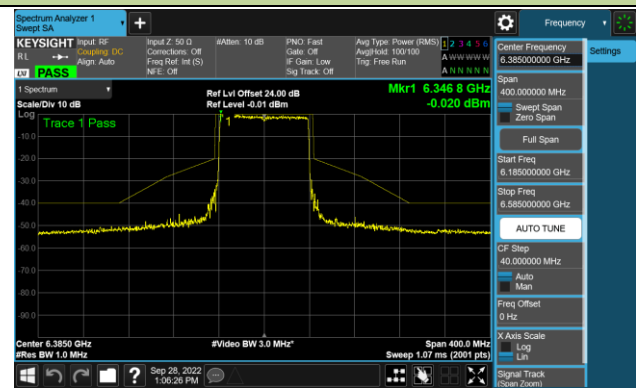 Spectrum Analyzer 1
Swept SA
Frequency
KEYSIGHT
RL
PASS
Input: RF
Coupling: DC
Align: Auto
Input Z: 50 Ω
Corrections: Off
Freq Ref: Int (S)
NFE: Off
#Atten: 10 dB
PNO: Fast
Gate: Off
IF Gain: Low
Sig Track: Off
Avg Type: Power (RMS)
Avg|Hold: 100/100
Trig: Free Run
1 2 3 4 5 6
A W W W W W
A N N N N N
1 Spectrum
Scale/Div 10 dB
Log
Ref Lvl Offset 24.00 dB
Ref Level -0.01 dBm
Mkr1 6.346 8 GHz
-0.020 dBm
Trace 1 Pass
1
-10.0
-20.0
-30.0
-40.0
-50.0
-60.0
-70.0
-80.0
-90.0
Center 6.3850 GHz
#Res BW 1.0 MHz
#Video BW 3.0 MHz*
Span 400.0 MHz
Sweep 1.07 ms (2001 pts)
Sep 28, 2022
1:06:26 PM
Center Frequency
6.385000000 GHz
Settings
Span
400.000000 MHz
Swept Span
Zero Span
Full Span
Start Freq
6.185000000 GHz
Stop Freq
6.585000000 GHz
AUTO TUNE
CF Step
40.000000 MHz
Auto
Man
Freq Offset
0 Hz
X Axis Scale
Log
Lin
Signal Track
(Span Zoom)